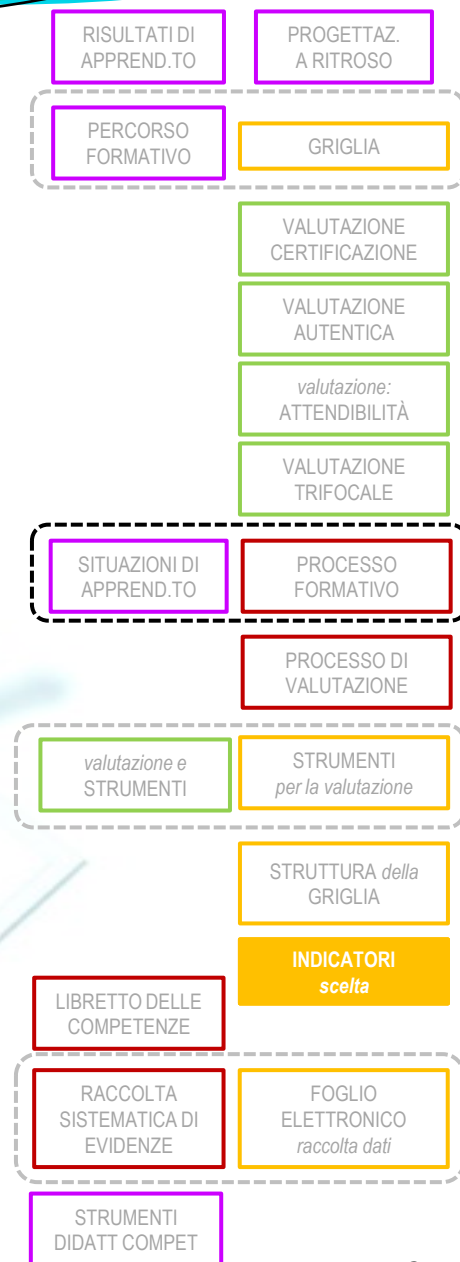 RISULTATI DI
APPREND.TO
PROGETTAZ.
A RITROSO
PERCORSO
FORMATIVO
GRIGLIA
VALUTAZIONE
CERTIFICAZIONE
VALUTAZIONE
AUTENTICA
valutazione:
ATTENDIBILITÀ
VALUTAZIONE
TRIFOCALE
SITUAZIONI DI
APPREND.TO
PROCESSO
FORMATIVO
PROCESSO DI
VALUTAZIONE
valutazione e
STRUMENTI
STRUMENTI
per la valutazione
STRUTTURA della
GRIGLIA
INDICATORI
scelta
LIBRETTO DELLE
COMPETENZE
RACCOLTA
SISTEMATICA DI
EVIDENZE
FOGLIO
ELETTRONICO
raccolta dati
STRUMENTI
DIDATT COMPET